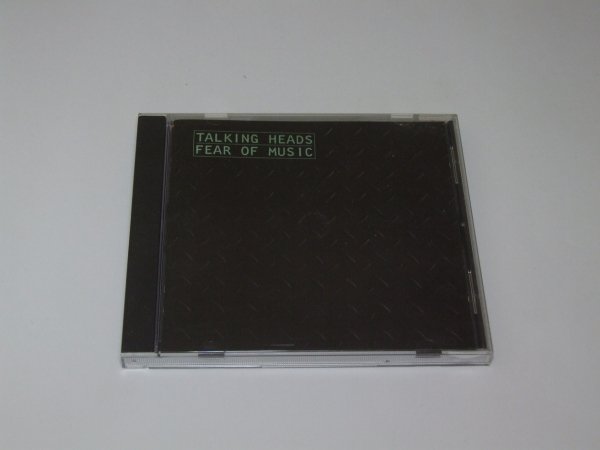 TALKING HEADS
FEAR OF MUSIC